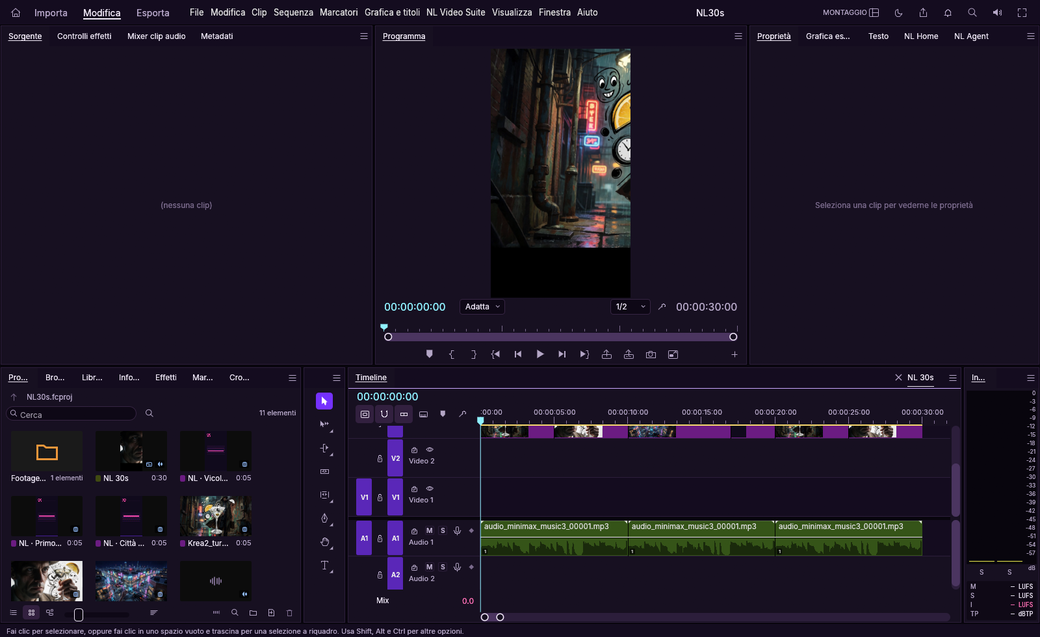 Importa Modifica Esporta File Modifica Clip Sequenza Marcatori Grafica e titoli NL Video Suite Visualizza Finestra Aiuto NL30s MONTAGGIO
Sorgente Controlli effetti Mixer clip audio Metadati
Programma
Proprietà Grafica es... Testo NL Home NL Agent
(nessuna clip)
Seleziona una clip per vederne le proprietà
00:00:00:00 Adatta 1/2 00:00:30:00
Pro... Bro... Libr... Info... Effetti Mar... Cro...
NL30s.fcproj
Cerca 11 elementi
Footage... 1 elementi NL 30s 0:30 NL - Vicol... 0:05
NL - Primo... 0:05 NL - Città ... 0:05 Krea2_tur... 0:05
Timeline NL 30s
00:00:00:00
:00:00 00:00:05:00 00:00:10:00 00:00:15:00 00:00:20:00 00:00:25:00 00:00:30:00
V2 Video 2
V1 V1 Video 1
A1 A1 M S Audio 1
audio_minimax_music3_00001.mp3 audio_minimax_music3_00001.mp3 audio_minimax_music3_00001.mp3
1 1 1
A2 M S Audio 2
Mix 0.0
In...
0
-3
-6
-9
-12
-15
-18
-21
-24
-27
-30
-33
-36
-39
-42
-45
-48
-51
-54
-57
dB
S S
M – LUFS
S – LUFS
I – LUFS
TP – dBTP
Fai clic per selezionare, oppure fai clic in uno spazio vuoto e trascina per una selezione a riquadro. Usa Shift, Alt e Ctrl per altre opzioni.